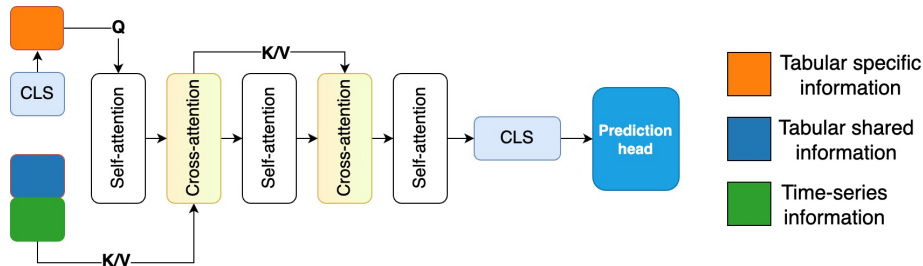 Q
CLS
K/V
Self-attention
Cross-attention
Self-attention
Cross-attention
Self-attention
CLS
Prediction
head
K/V
Tabular specific
information
Tabular shared
information
Time-series
information